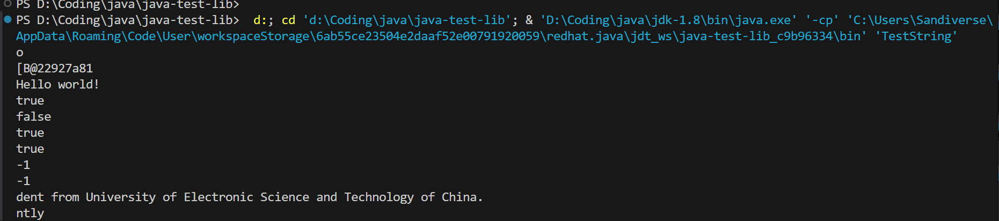 PS D:\Coding\java\java-test-lib>
PS D:\Coding\java\java-test-lib>  d:; cd 'd:\Coding\java\java-test-lib'; & 'D:\Coding\java\jdk-1.8\bin\java.exe' '-cp' 'C:\Users\Sandiverse\
AppData\Roaming\Code\User\workspaceStorage\6ab55ce23504e2daaf52e00791920059\redhat.java\jdt_ws\java-test-lib_c9b96334\bin' 'TestString'
o
[B@22927a81
Hello world!
true
false
true
true
-1
-1
dent from University of Electronic Science and Technology of China.
ntly